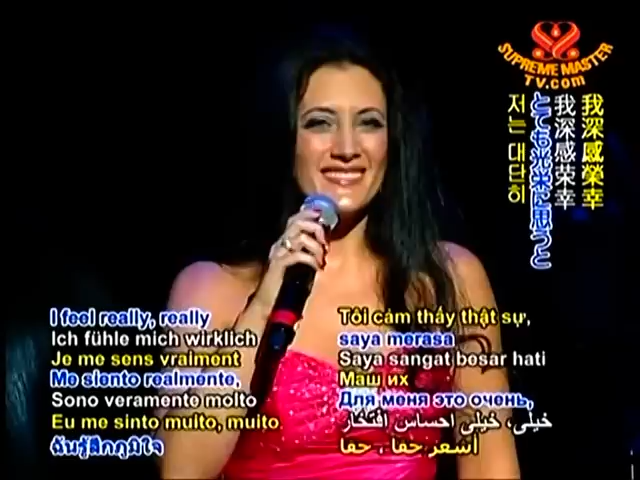 SUPREME MASTER
TV.com
我深感榮幸
我深感荣幸
とても光栄に思うと
저는 대단히
I feel really, really
Ich fühle mich wirklich
Je me sens vraiment
Me siento realmente,
Sono veramente molto
Eu me sinto muito, muito
ฉันรู้สึกภูมิใจ
Tôi cảm thấy thật sự,
saya merasa
Saya sangat besar hati
Маш их
Для меня это очень,
خیلی، خیلی احساس افتخار
أشعر حقا ، حقا